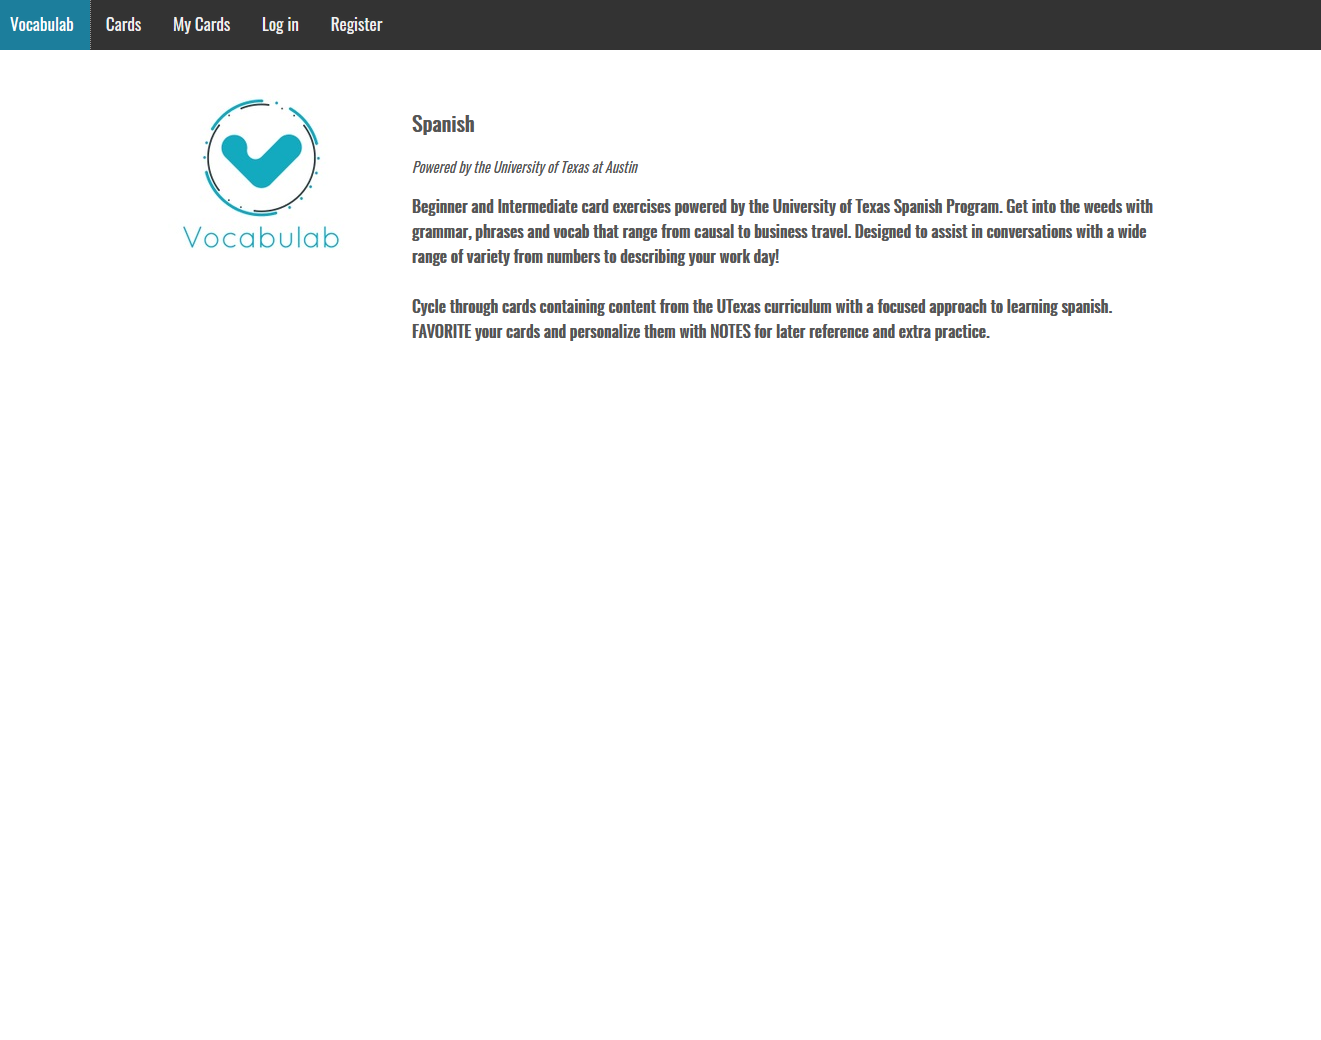 Vocabulab Cards My Cards Log in Register
Vocabulab
Spanish
Powered by the University of Texas at Austin
Beginner and Intermediate card exercises powered by the University of Texas Spanish Program. Get into the weeds with
grammar, phrases and vocab that range from causal to business travel. Designed to assist in conversations with a wide
range of variety from numbers to describing your work day!
Cycle through cards containing content from the UTexas curriculum with a focused approach to learning spanish.
FAVORITE your cards and personalize them with NOTES for later reference and extra practice.